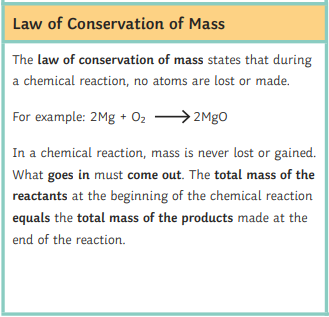 Law of Conservation of Mass
The law of conservation of mass states that during
a chemical reaction, no atoms are lost or made.
For example: 2Mg + O₂ ⟶ 2MgO
In a chemical reaction, mass is never lost or gained.
What goes in must come out. The total mass of the
reactants at the beginning of the chemical reaction
equals the total mass of the products made at the
end of the reaction.